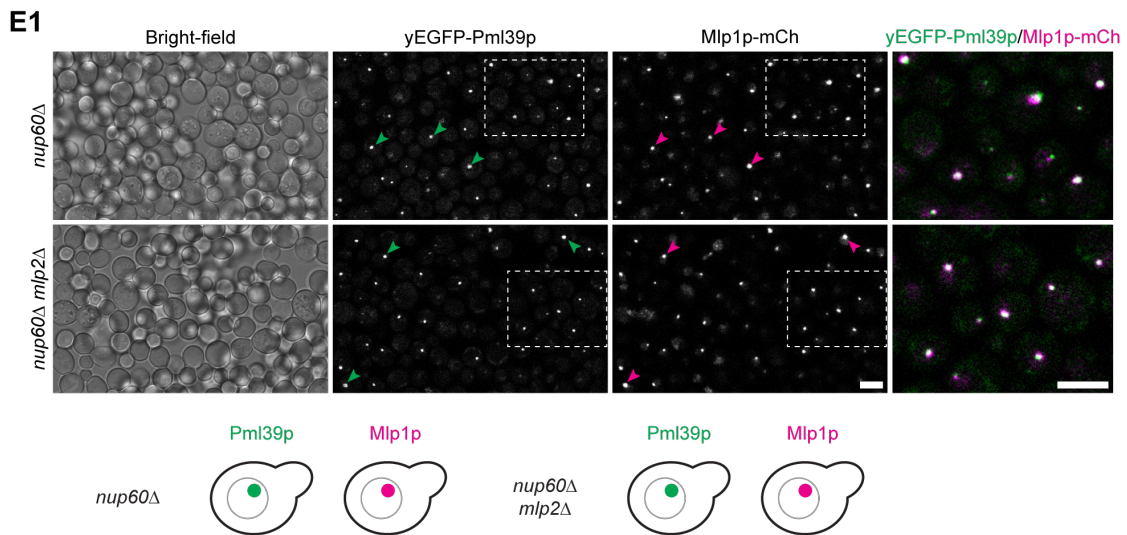 E1
Bright-field
yEGFP-Pml39p
Mlp1p-mCh
yEGFP-Pml39p/Mlp1p-mCh
nup60Δ
nup60Δ mlp2Δ
Pml39p
Mlp1p
Pml39p
Mlp1p
nup60Δ
nup60Δ
mlp2Δ